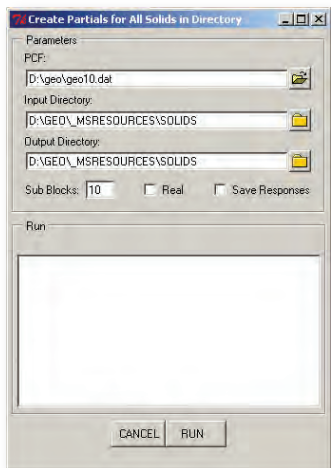 Create Partials for All Solids in Directory
Parameters
PCF:
D:\geo\geo10.dat
Input Directory:
D:\GEO\_MSRESOURCES\SOLIDS
Output Directory:
D:\GEO\_MSRESOURCES\SOLIDS
Sub Blocks: 10 Real Save Responses
Run
CANCEL RUN